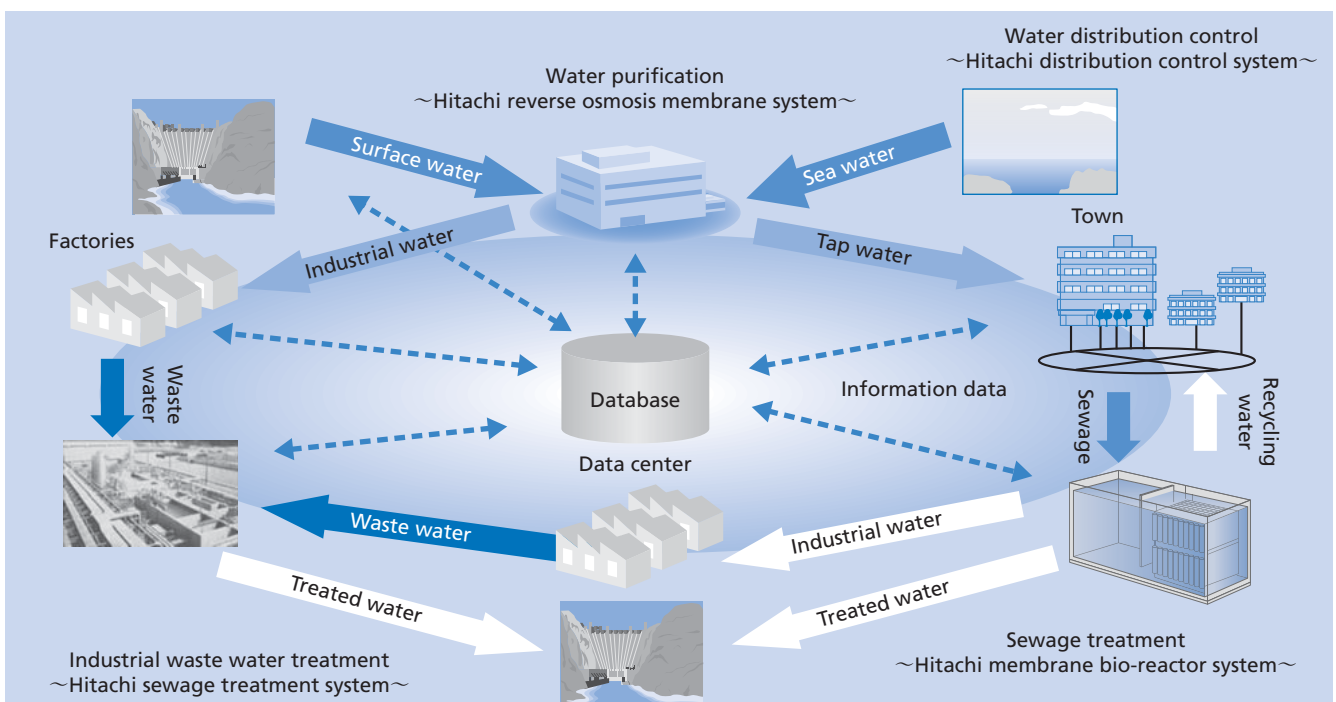 Water distribution control
～Hitachi distribution control system～
Water purification
～Hitachi reverse osmosis membrane system～
Surface water
Sea water
Town
Factories
Industrial water
Tap water
Waste
water
Database
Information data
Sewage
Recycling
water
Data center
Waste water
Industrial water
Treated water
Treated water
Industrial waste water treatment
～Hitachi sewage treatment system～
Sewage treatment
～Hitachi membrane bio-reactor system～